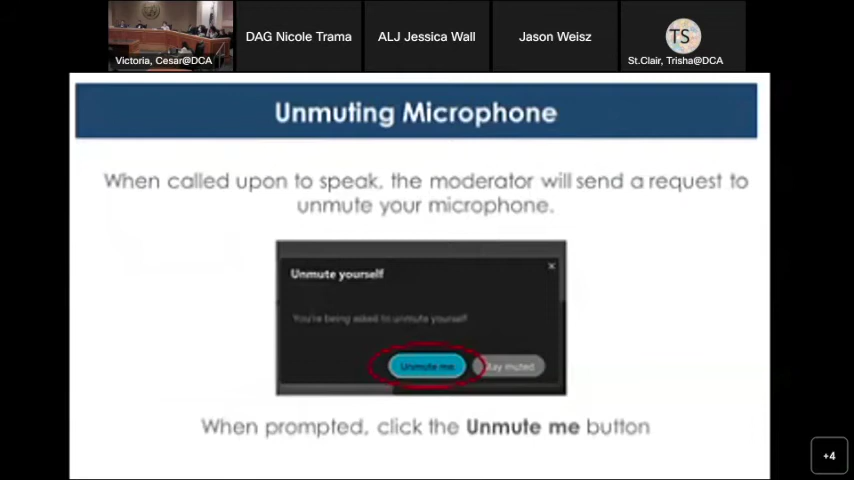 DAG Nicole Trama
ALJ Jessica Wall
Jason Weisz
TS
Victoria, Cesar@DCA
St.Clair, Trisha@DCA
Unmuting Microphone
When called upon to speak, the moderator will send a request to
unmute your microphone.
Unmute yourself
You're being asked to unmute yourself
Unmute me
muted
When prompted, click the Unmute me button
+4